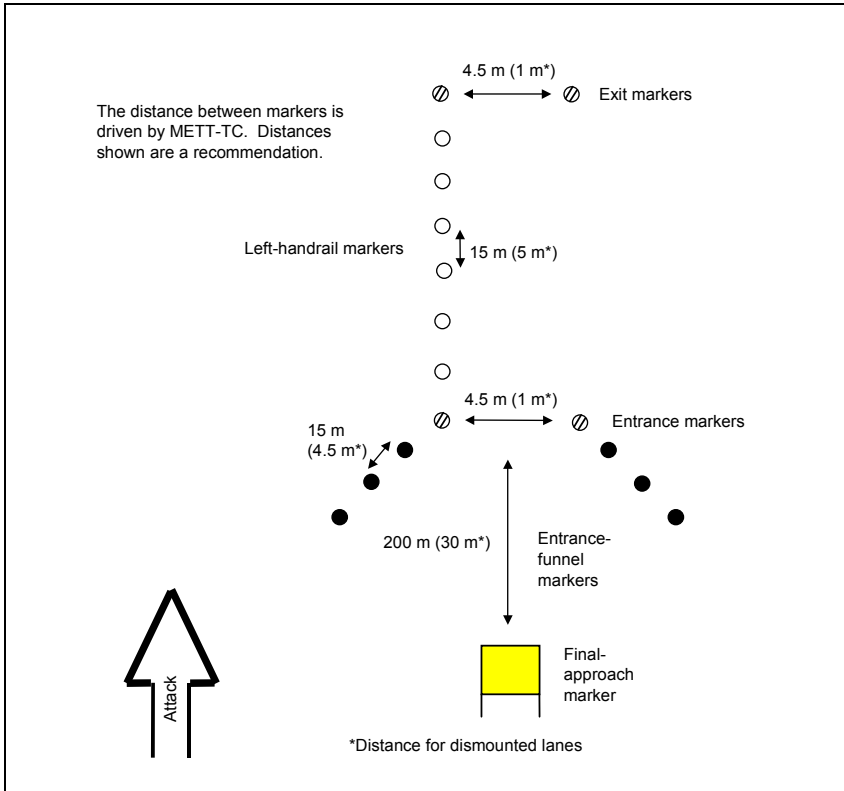 4.5 m (1 m*)
Exit markers
The distance between markers is
driven by METT-TC.  Distances
shown are a recommendation.
Left-handrail markers
15 m (5 m*)
4.5 m (1 m*)
Entrance markers
15 m
(4.5 m*)
200 m (30 m*)
Entrance-
funnel
markers
Attack
Final-
approach
marker
*Distance for dismounted lanes